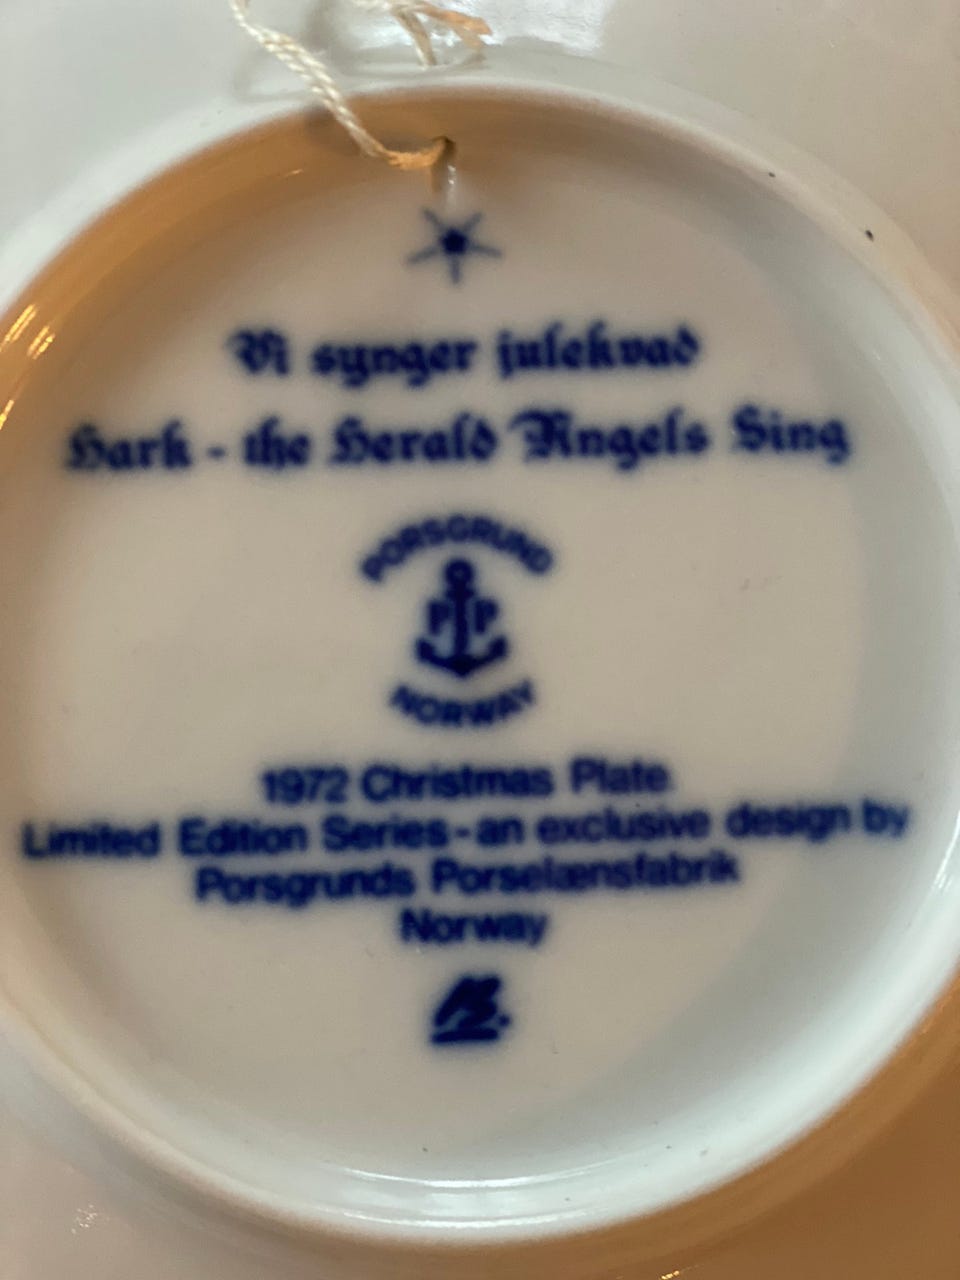 Vi synger julekvad
Hark - the Herald Angels Sing
PORSGRUND
P P
NORWAY
1972 Christmas Plate
Limited Edition Series - an exclusive design by
Porsgrunds Porselænsfabrik
Norway